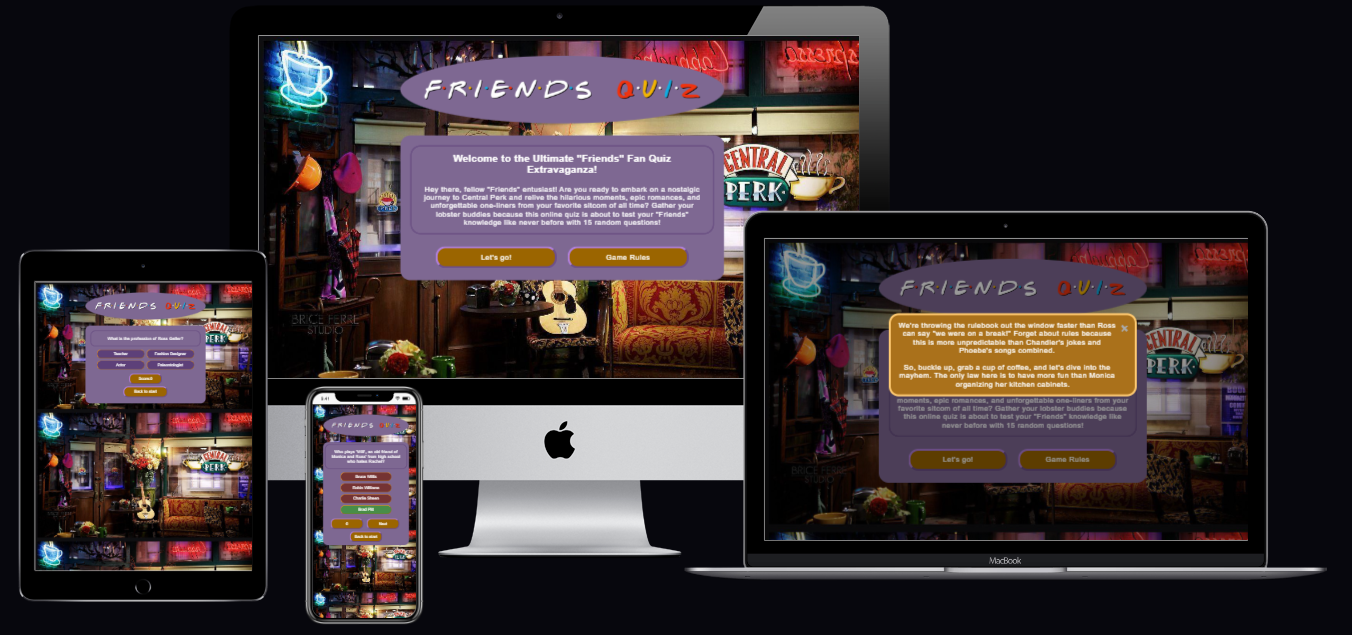 F·R·I·E·N·D·S Q·U·I·Z
Welcome to the Ultimate "Friends" Fan Quiz
Extravaganza!
Hey there, fellow "Friends" entusiast! Are you ready to embark on a nostalgic
journey to Central Perk and relive the hilarious moments, epic romances, and
unforgettable one-liners from your favorite sitcom of all time? Gather your
lobster buddies because this online quiz is about to test your "Friends"
knowledge like never before with 15 random questions!
Let's go!
Game Rules
CENTRAL
PERK
BRICE FERRE
STUDIO
F·R·I·E·N·D·S Q·U·I·Z
We're throwing the rulebook out the window faster than Ross
can say "we were on a break!" Forget about rules because
this is more unpredictable than Chandler's jokes and
Phoebe's songs combined.
So, buckle up, grab a cup of coffee, and let's dive into the
mayhem. The only law here is to have more fun than Monica
organizing her kitchen cabinets.
×
moments, epic romances, and unforgettable one-liners from your
favorite sitcom of all time? Gather your lobster buddies because
this online quiz is about to test your "Friends" knowledge like
never before with 15 random questions!
Let's go!
Game Rules
CENTRAL
PERK
MacBook
F·R·I·E·N·D·S Q·U·I·Z
What is the profession of Ross Geller?
Teacher
Fashion Designer
Actor
Paleontologist
Submit
Back to start
CENTRAL
PERK
PERK
F·R·I·E·N·D·S Q·U·I·Z
Who plays "Will", an old friend of
Monica and Ross' from high school
who hates Rachel?
Bruce Willis
Robin Williams
Charlie Sheen
Brad Pitt
Next
Back to start